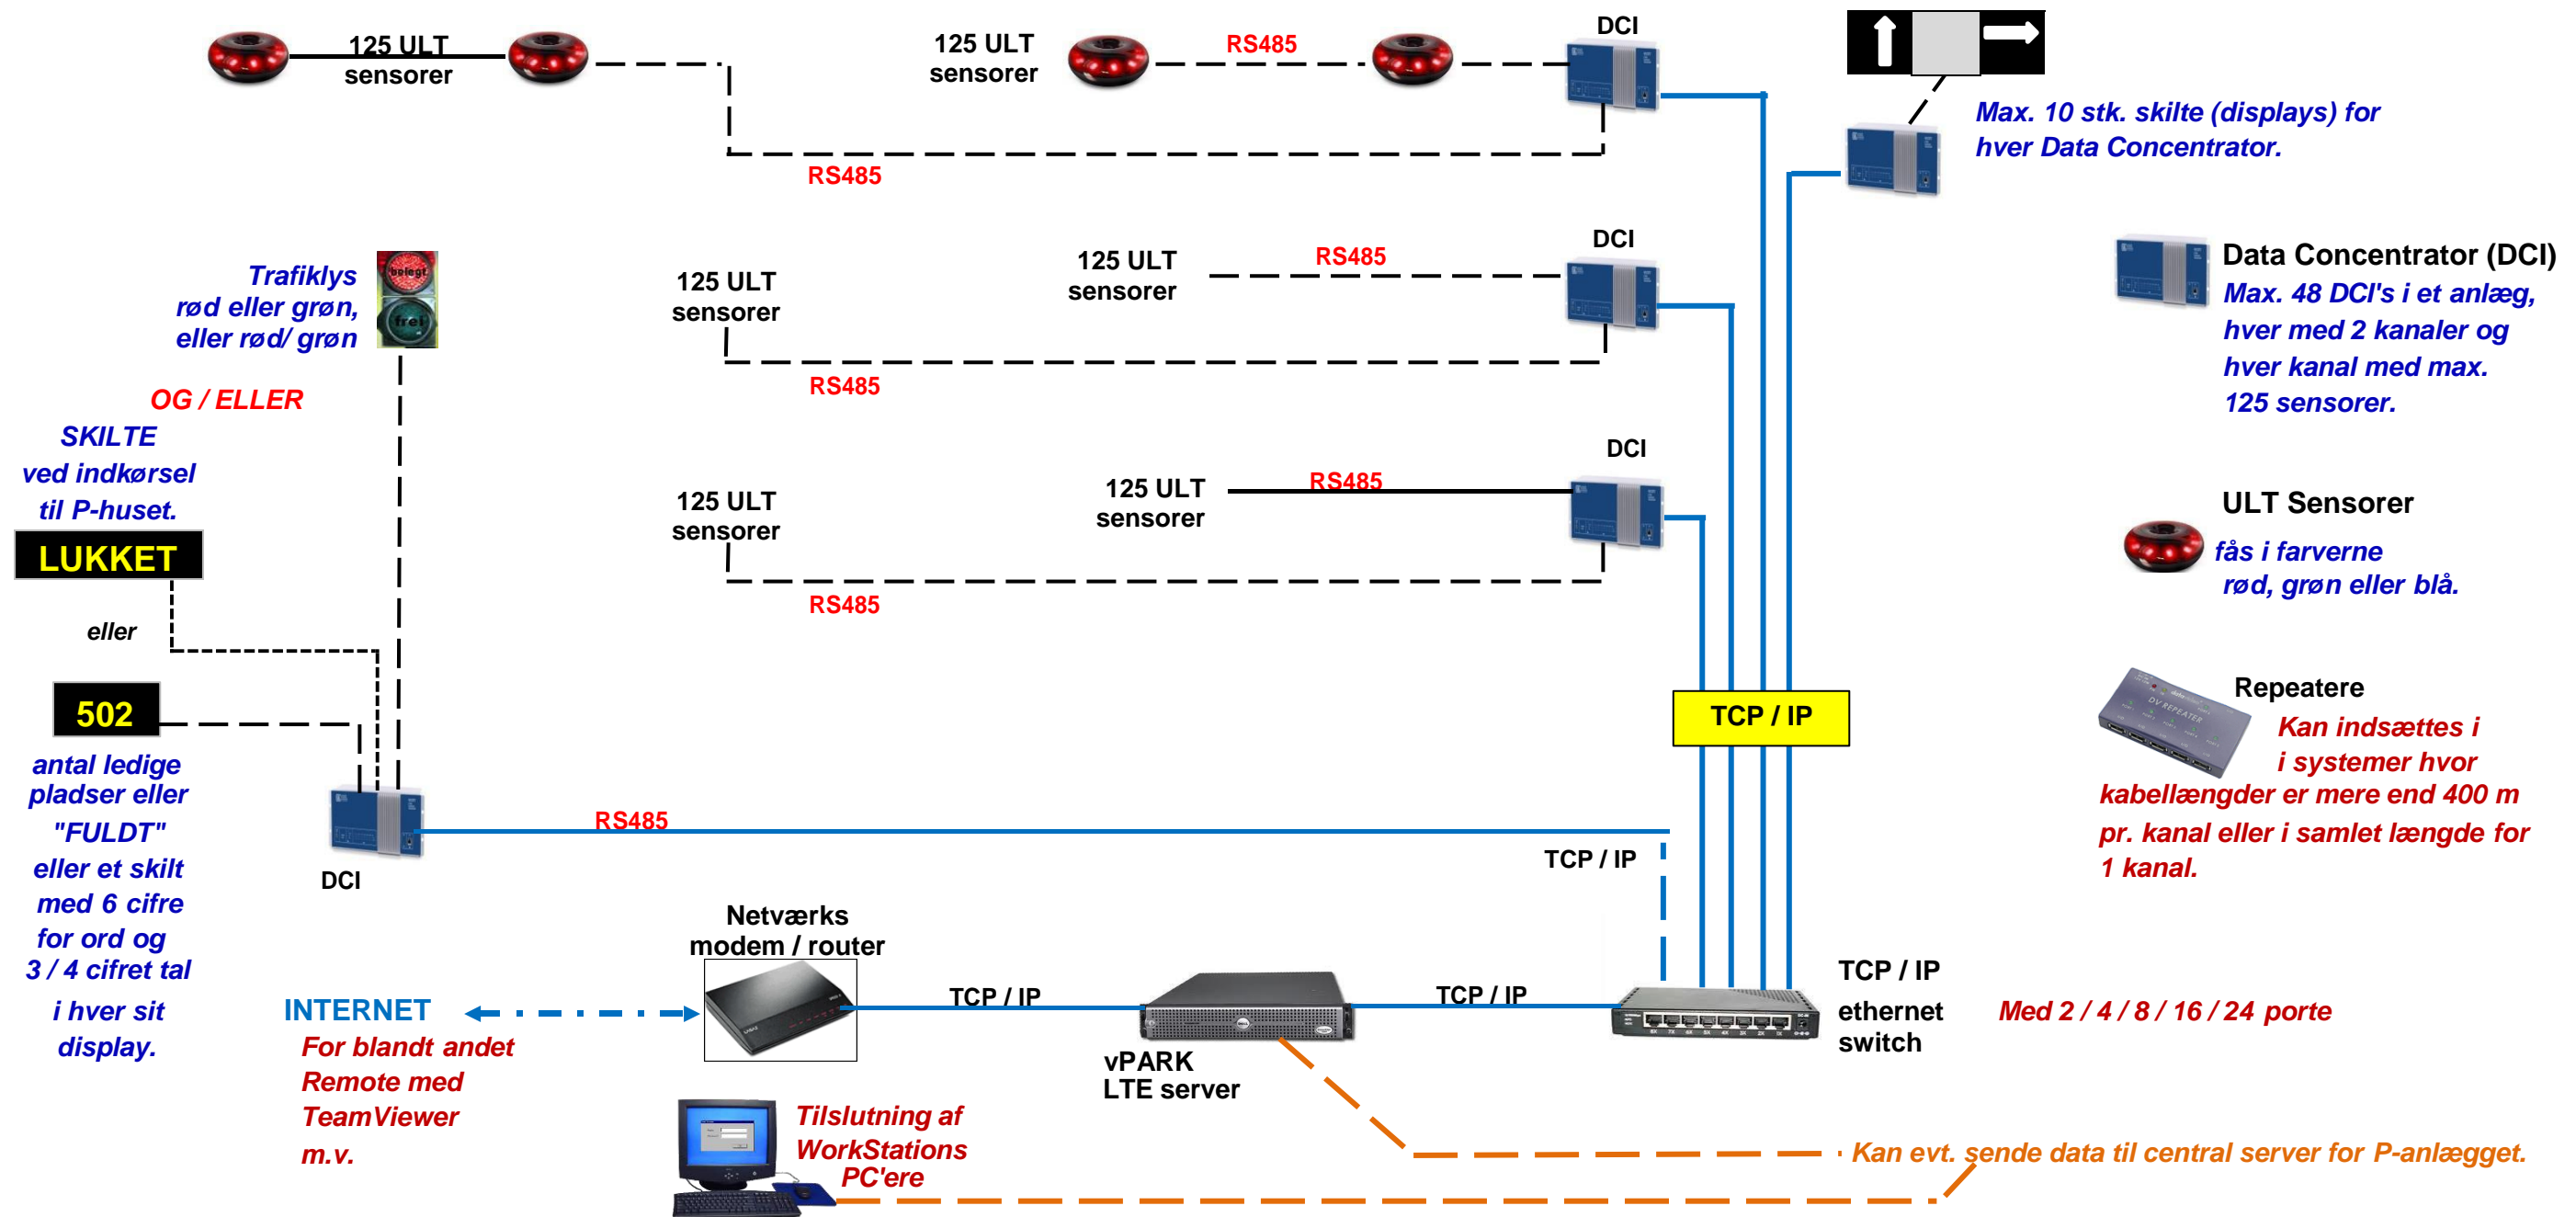 125 ULT
sensorer
125 ULT
sensorer
RS485
DCI
RS485
Max. 10 stk. skilte (displays) for
hver Data Concentrator.
Trafiklys
rød eller grøn,
eller rød/ grøn
belegt
frei
OG / ELLER
SKILTE
ved indkørsel
til P-huset.
LUKKET
eller
502
antal ledige
pladser eller
"FULDT"
eller et skilt
med 6 cifre
for ord og
3 / 4 cifret tal
i hver sit
display.
125 ULT
sensorer
125 ULT
sensorer
RS485
DCI
RS485
125 ULT
sensorer
125 ULT
sensorer
RS485
DCI
RS485
Data Concentrator (DCI)
Max. 48 DCI's i et anlæg,
hver med 2 kanaler og
hver kanal med max.
125 sensorer.
ULT Sensorer
fås i farverne
rød, grøn eller blå.
DV REPEATER
Repeatere
Kan indsættes i
i systemer hvor
kabellængder er mere end 400 m
pr. kanal eller i samlet længde for
1 kanal.
TCP / IP
RS485
TCP / IP
DCI
Netværks
modem / router
INTERNET
For blandt andet
Remote med
TeamViewer
m.v.
TCP / IP
vPARK
LTE server
TCP / IP
TCP / IP
ethernet
switch
Med 2 / 4 / 8 / 16 / 24 porte
Tilslutning af
WorkStations
PC'ere
Kan evt. sende data til central server for P-anlægget.